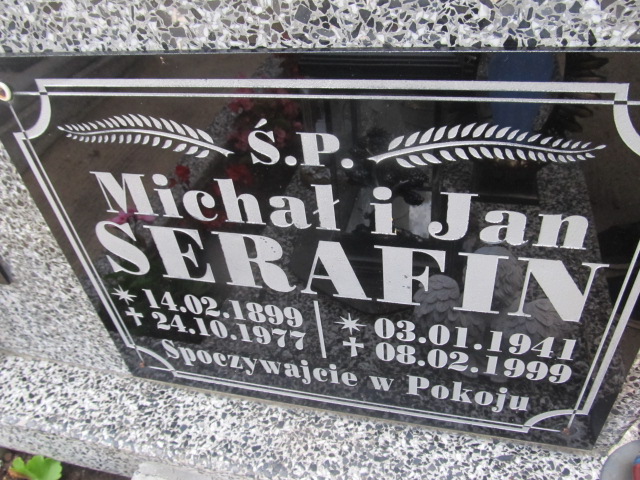 Ś.P.
Michał i Jan
SERAFIN
* 14.02.1899 * 03.01.1941
✝ 24.10.1977 ✝ 08.02.1999
Spoczywajcie w Pokoju